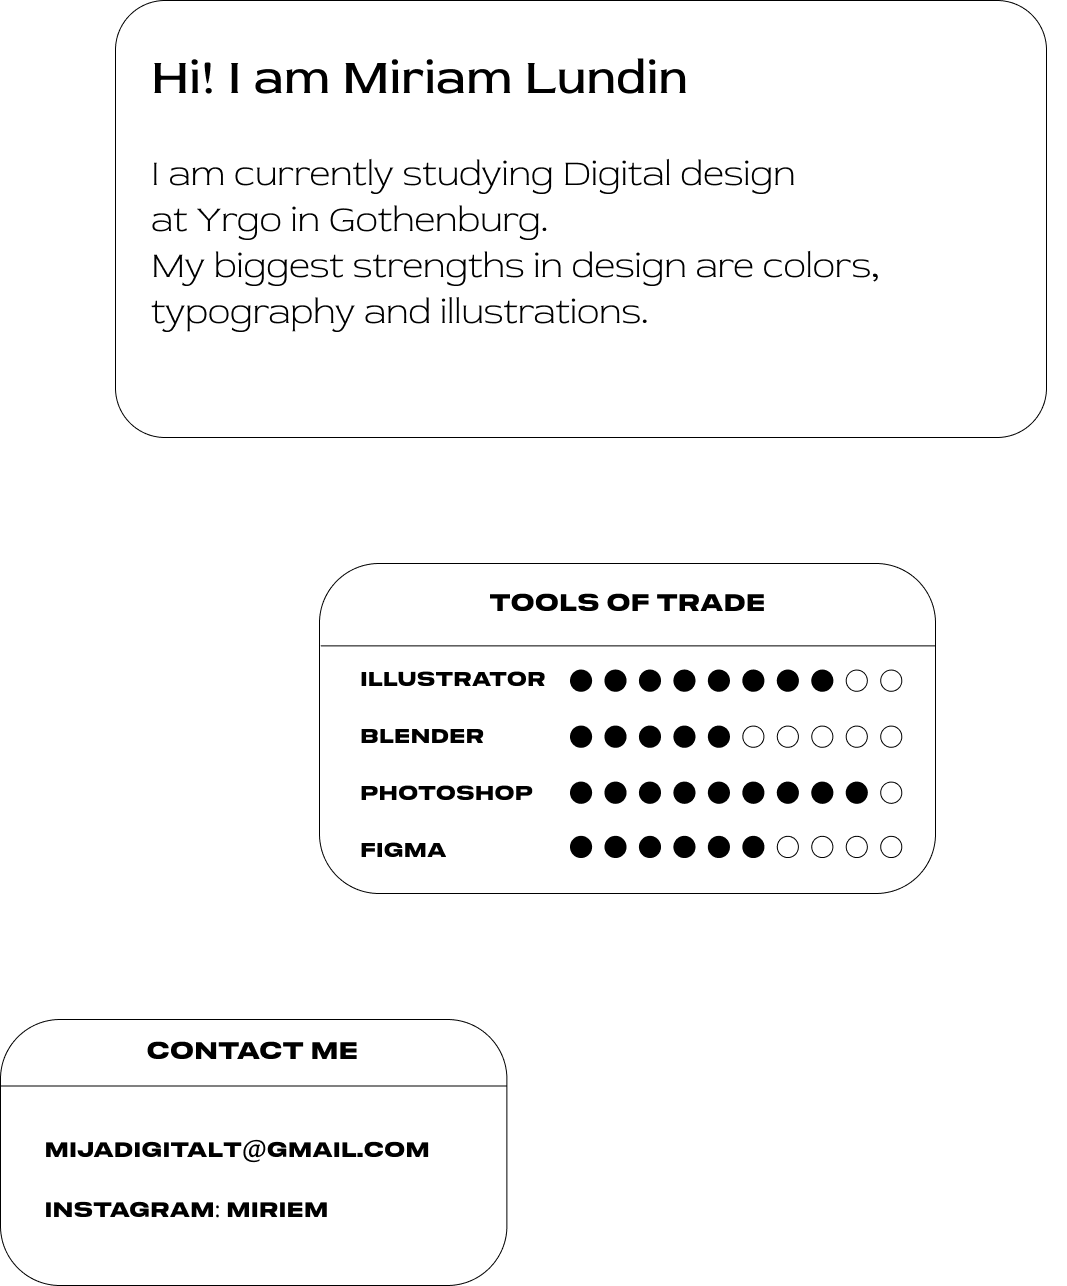 Hi! I am Miriam Lundin
I am currently studying Digital design
at Yrgo in Gothenburg.
My biggest strengths in design are colors,
typography and illustrations.
TOOLS OF TRADE
ILLUSTRATOR
BLENDER
PHOTOSHOP
FIGMA
CONTACT ME
MIJADIGITALT@GMAIL.COM
INSTAGRAM: MIRIEM